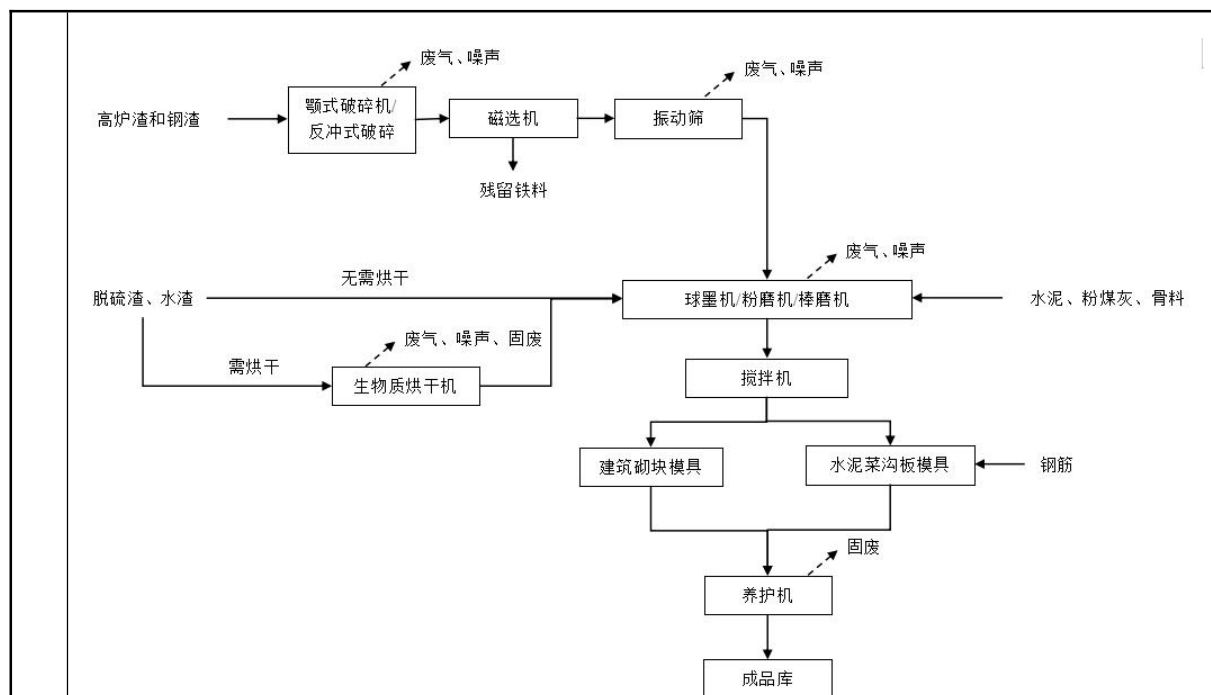 废气、噪声
废气、噪声
高炉渣和钢渣
颚式破碎机/
反冲式破碎
磁选机
振动筛
残留铁料
废气、噪声
无需烘干
脱硫渣、水渣
球墨机/粉磨机/棒磨机
水泥、粉煤灰、骨料
废气、噪声、固废
需烘干
生物质烘干机
搅拌机
建筑砌块模具
水泥菜沟板模具
钢筋
固废
养护机
成品库